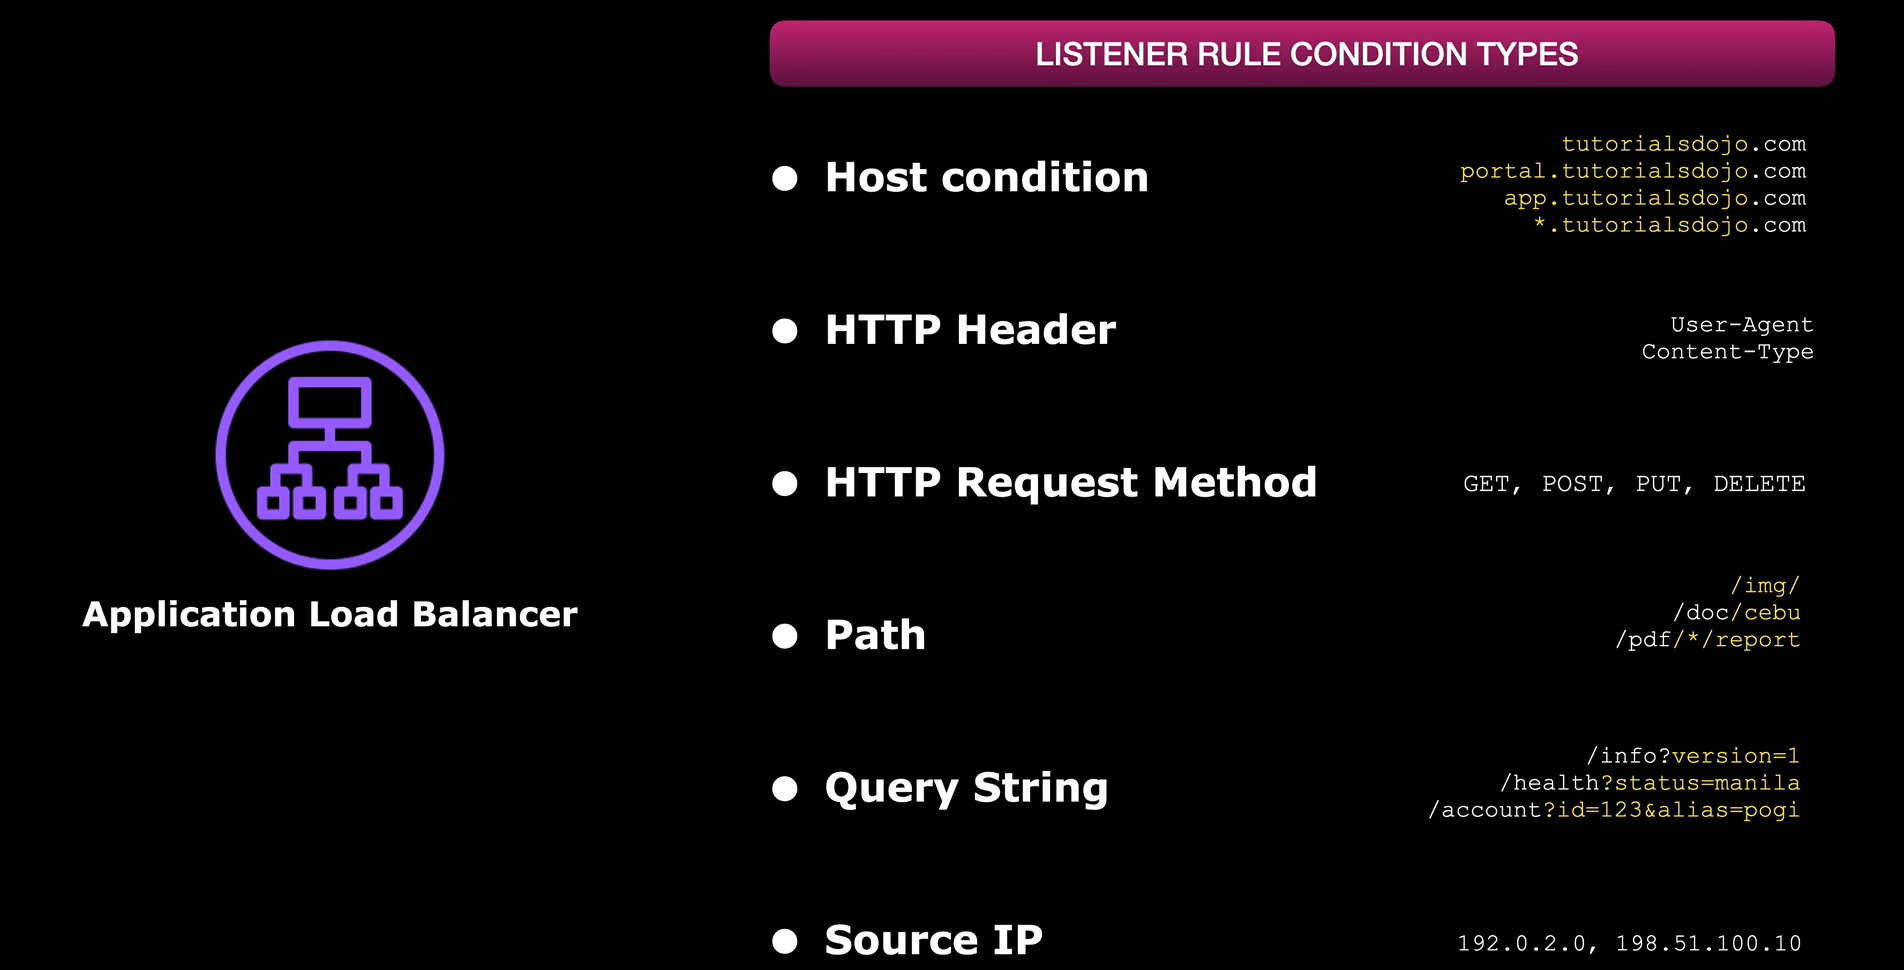 LISTENER RULE CONDITION TYPES
● Host condition
tutorialsdojo.com
portal.tutorialsdojo.com
app.tutorialsdojo.com
*.tutorialsdojo.com
● HTTP Header
User-Agent
Content-Type
● HTTP Request Method
GET, POST, PUT, DELETE
● Path
/img/
/doc/cebu
/pdf/*/report
● Query String
/info?version=1
/health?status=manila
/account?id=123&alias=pogi
● Source IP
192.0.2.0, 198.51.100.10
Application Load Balancer